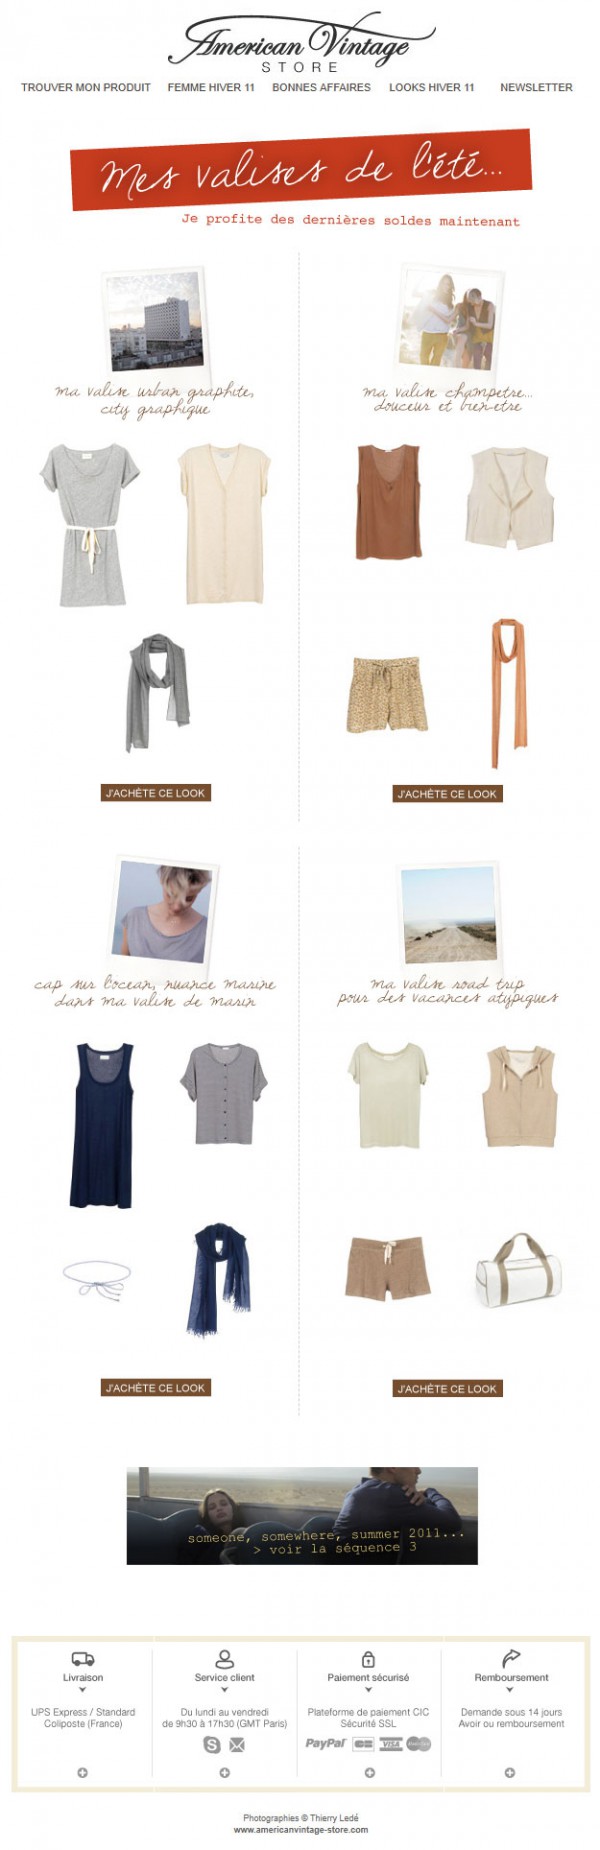 American Vintage
STORE
TROUVER MON PRODUIT FEMME HIVER 11 BONNES AFFAIRES LOOKS HIVER 11 NEWSLETTER
Mes valises de l'été...
Je profite des dernières soldes maintenant
ma valise urban graphite,
city graphique
ma valise champetre...
douceur et bien-etre
J'ACHÈTE CE LOOK
J'ACHÈTE CE LOOK
cap sur l'ocean, nuance marine
dans ma valise de marin
ma valise road trip
pour des vacances atypiques
J'ACHÈTE CE LOOK
J'ACHÈTE CE LOOK
someone, somewhere, summer 2011...
> voir la séquence 3
Livraison
UPS Express / Standard
Coliposte (France)
Service client
Du lundi au vendredi
de 9h30 à 17h30 (GMT Paris)
Paiement sécurisé
Plateforme de paiement CIC
Sécurité SSL
PayPal VISA
Remboursement
Demande sous 14 jours
Avoir ou remboursement
Photographies © Thierry Ledé
www.americanvintage-store.com